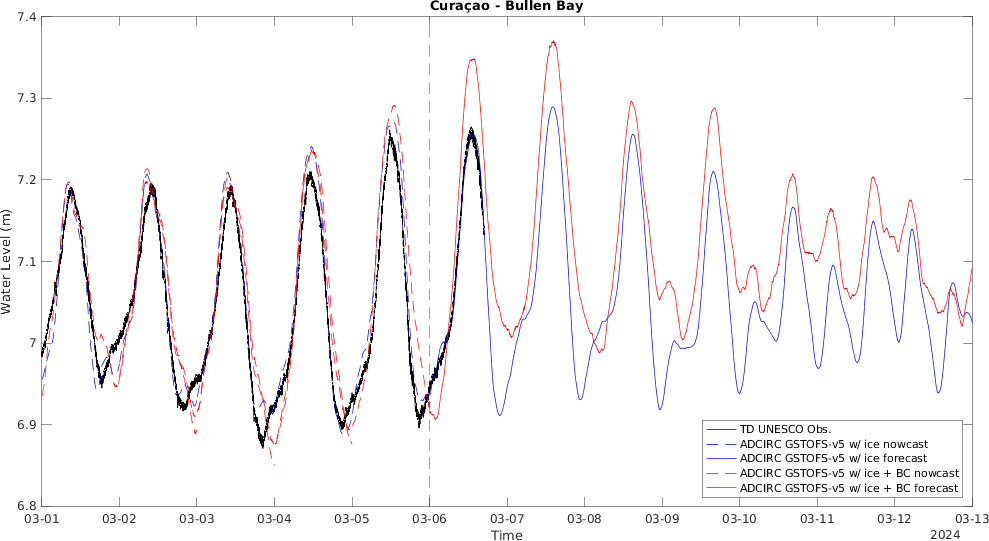 Curaçao - Bullen Bay
Water Level (m)
7.4
7.3
7.2
7.1
7
6.9
6.8
03-01 03-02 03-03 03-04 03-05 03-06 03-07 03-08 03-09 03-10 03-11 03-12 03-13
Time
2024
TD UNESCO Obs.
ADCIRC GSTOFS-v5 w/ ice nowcast
ADCIRC GSTOFS-v5 w/ ice forecast
ADCIRC GSTOFS-v5 w/ ice + BC nowcast
ADCIRC GSTOFS-v5 w/ ice + BC forecast